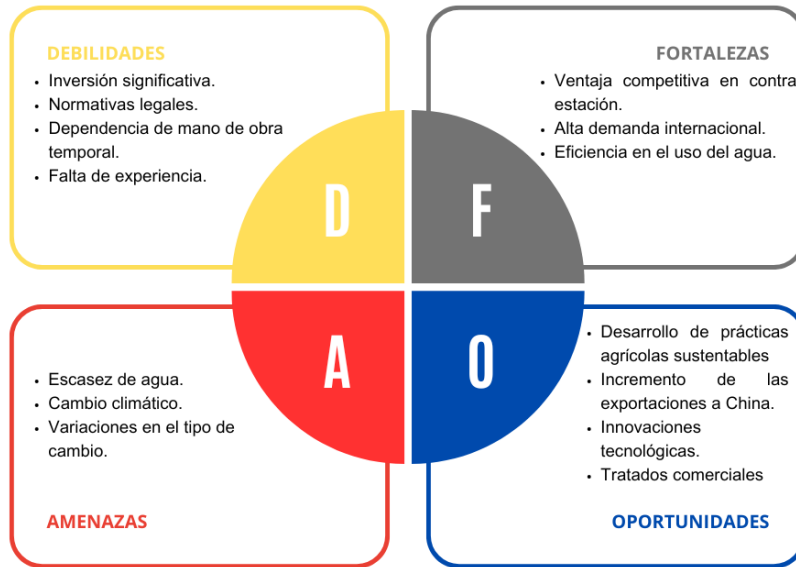 DEBILIDADES
• Inversión significativa.
• Normativas legales.
• Dependencia de mano de obra
temporal.
• Falta de experiencia.
FORTALEZAS
• Ventaja competitiva en contra
estación.
• Alta demanda internacional.
• Eficiencia en el uso del agua.
D
F
A
O
• Escasez de agua.
• Cambio climático.
• Variaciones en el tipo de
cambio.
AMENAZAS
• Desarrollo de prácticas
agrícolas sustentables
• Incremento de las
exportaciones a China.
• Innovaciones
tecnológicas.
• Tratados comerciales
OPORTUNIDADES